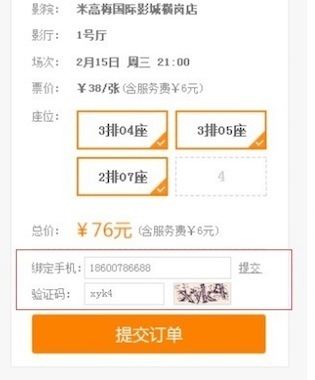 影院: 米高梅国际影城横岗店
影厅: 1号厅
场次: 2月15日 周三 21:00
票价: ￥38/张(含服务费￥6元)
座位: 3排04座 3排05座
2排07座 4
总价: ￥76元 (含服务费￥6元)
绑定手机: 18600786688 提交
验证码: xyk4
提交订单